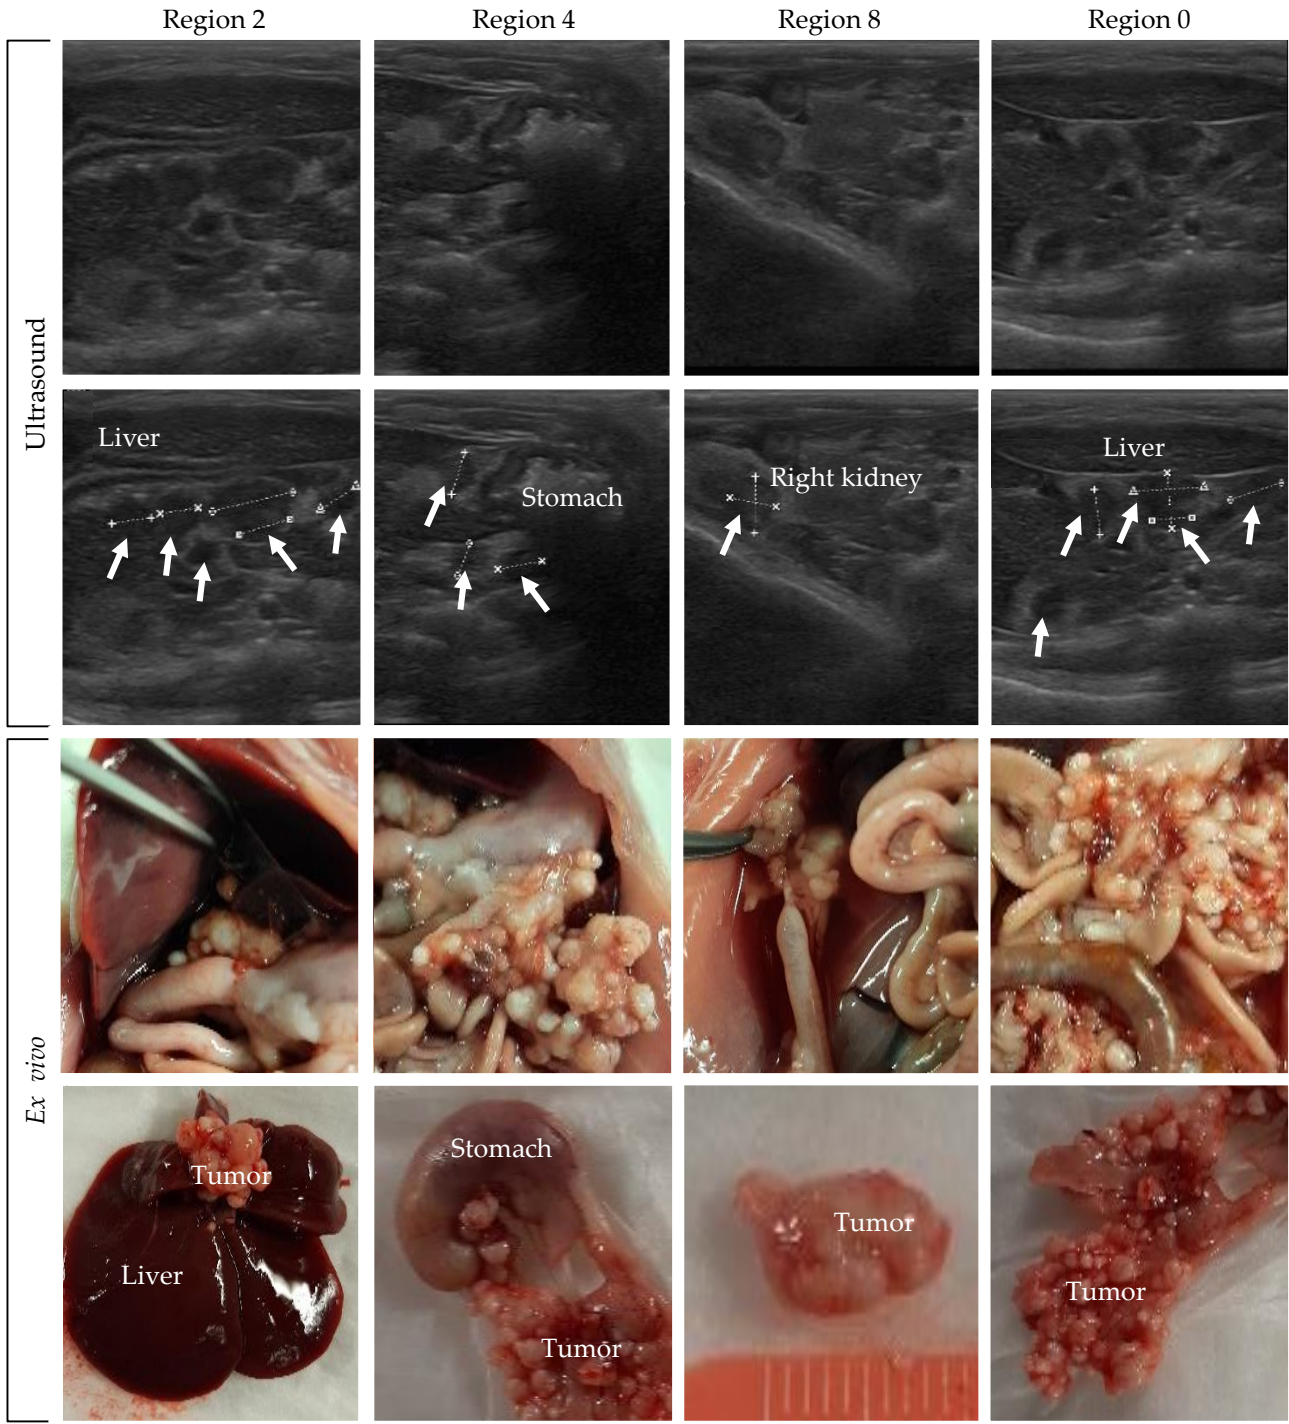 Region 2
Region 4
Region 8
Region 0
Ultrasound
Liver
Stomach
Right kidney
Liver
Ex vivo
Tumor
Liver
Stomach
Tumor
Tumor
Tumor